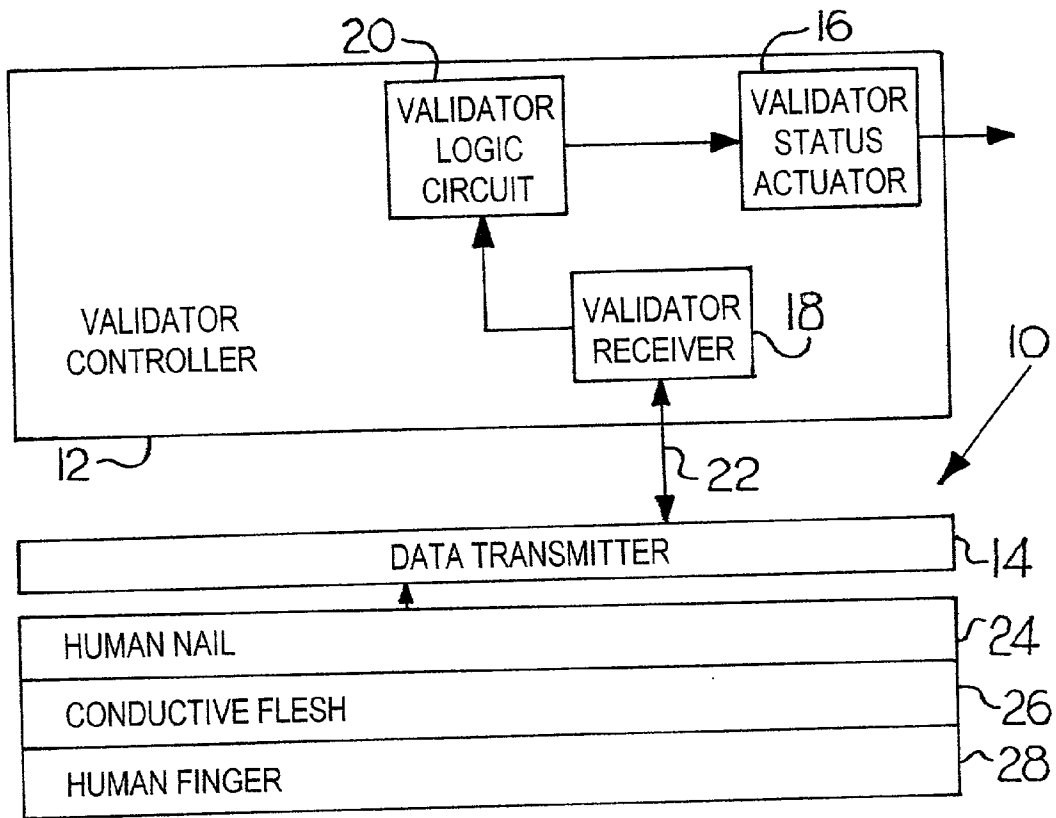 20
16
VALIDATOR
LOGIC
CIRCUIT
VALIDATOR
STATUS
ACTUATOR
VALIDATOR
CONTROLLER
VALIDATOR
RECEIVER
18
10
12
22
DATA TRANSMITTER
14
HUMAN NAIL
24
CONDUCTIVE FLESH
26
HUMAN FINGER
28